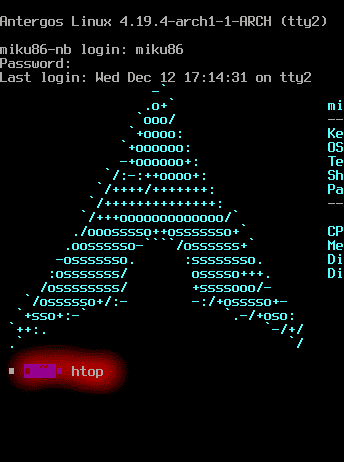 Antergos Linux 4.19.4-arch1-1-ARCH (tty2)
miku86-nb login: miku86
Password:
Last login: Wed Dec 12 17:14:31 on tty2
                  -`
                 .o+`                  mi
                `ooo/                  --
               `+oooo:                 Ke
              `+oooooo:                OS
              -+oooooo+:               Te
            `/:-:++oooo+:              Sh
           `/++++/+++++++:             Pa
          `/++++++++++++++:            --
         `/+++ooooooooooooo/`
        ./ooosssso++osssssso+`         CP
       .oossssso-````/ossssss+`        Me
      -osssssso.      :ssssssso.       Di
     :osssssss/        osssso+++.      Di
    /ossssssss/        +ssssooo/-
  `/ossssso+/:-        -:/+osssso+-
 `+sso+:-`                 `.-/+oso:
`++:.                           `-/+/
.`                                 `/
~ htop